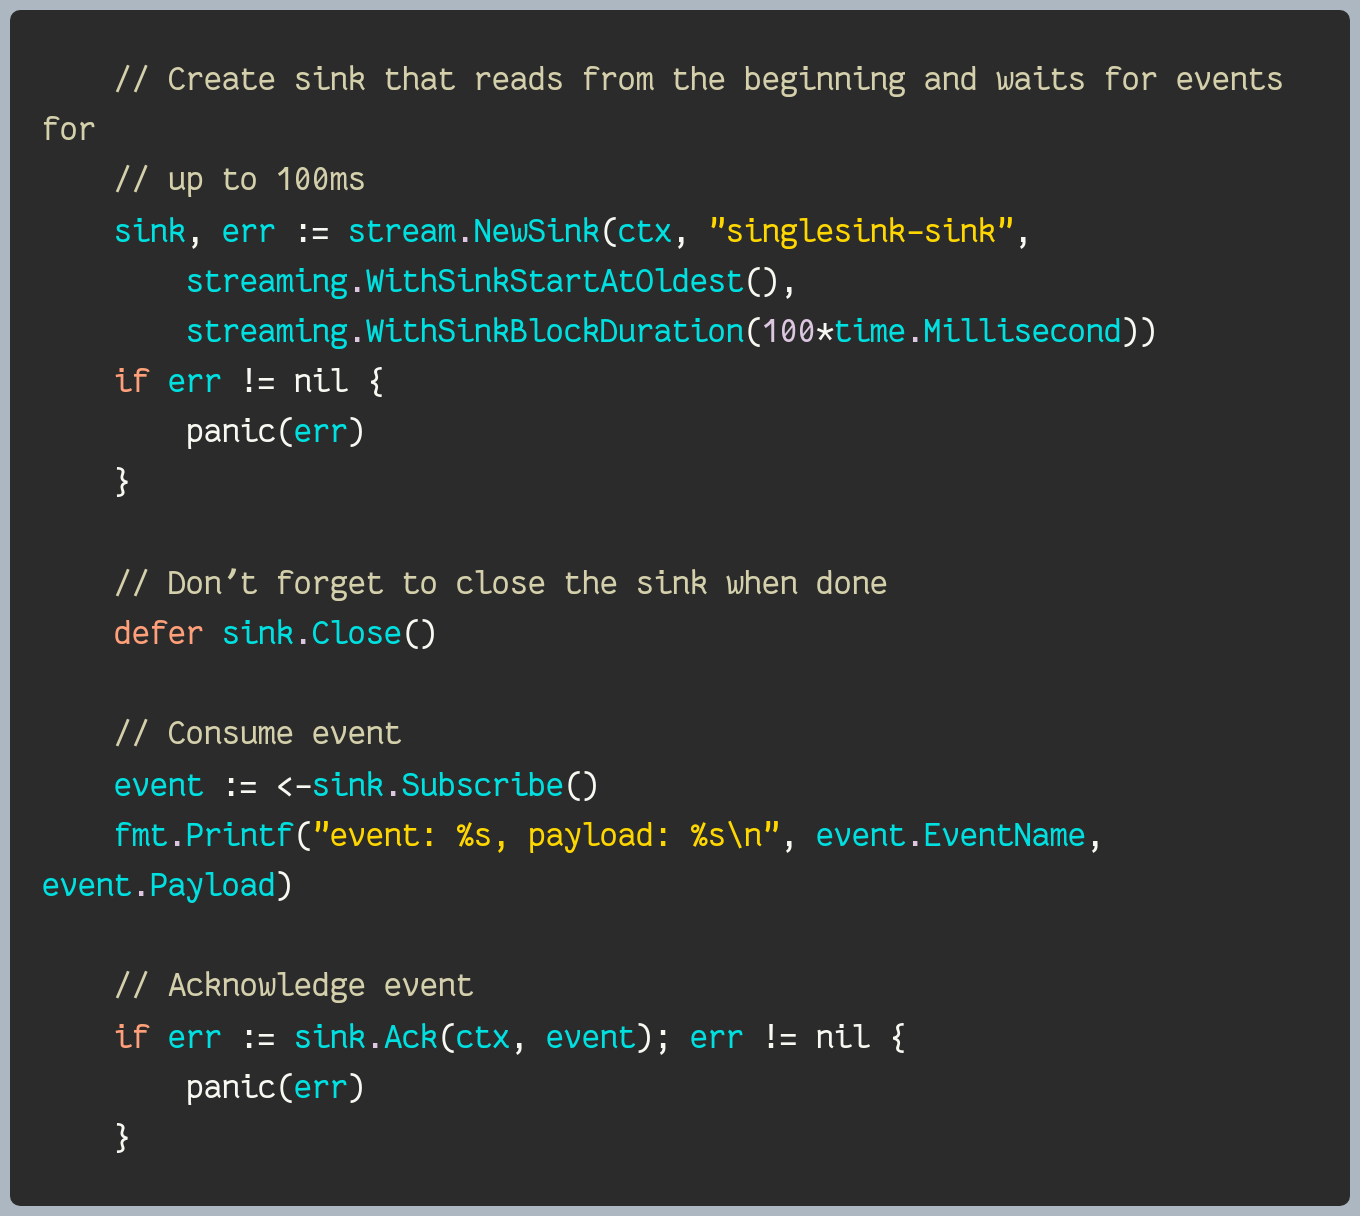 // Create sink that reads from the beginning and waits for events
for
// up to 100ms
sink, err := stream.NewSink(ctx, "singlesink-sink",
streaming.WithSinkStartAtOldest(),
streaming.WithSinkBlockDuration(100*time.Millisecond))
if err != nil {
panic(err)
}
// Don't forget to close the sink when done
defer sink.Close()
// Consume event
event := <-sink.Subscribe()
fmt.Printf("event: %s, payload: %s\n", event.EventName,
event.Payload)
// Acknowledge event
if err := sink.Ack(ctx, event); err != nil {
panic(err)
}